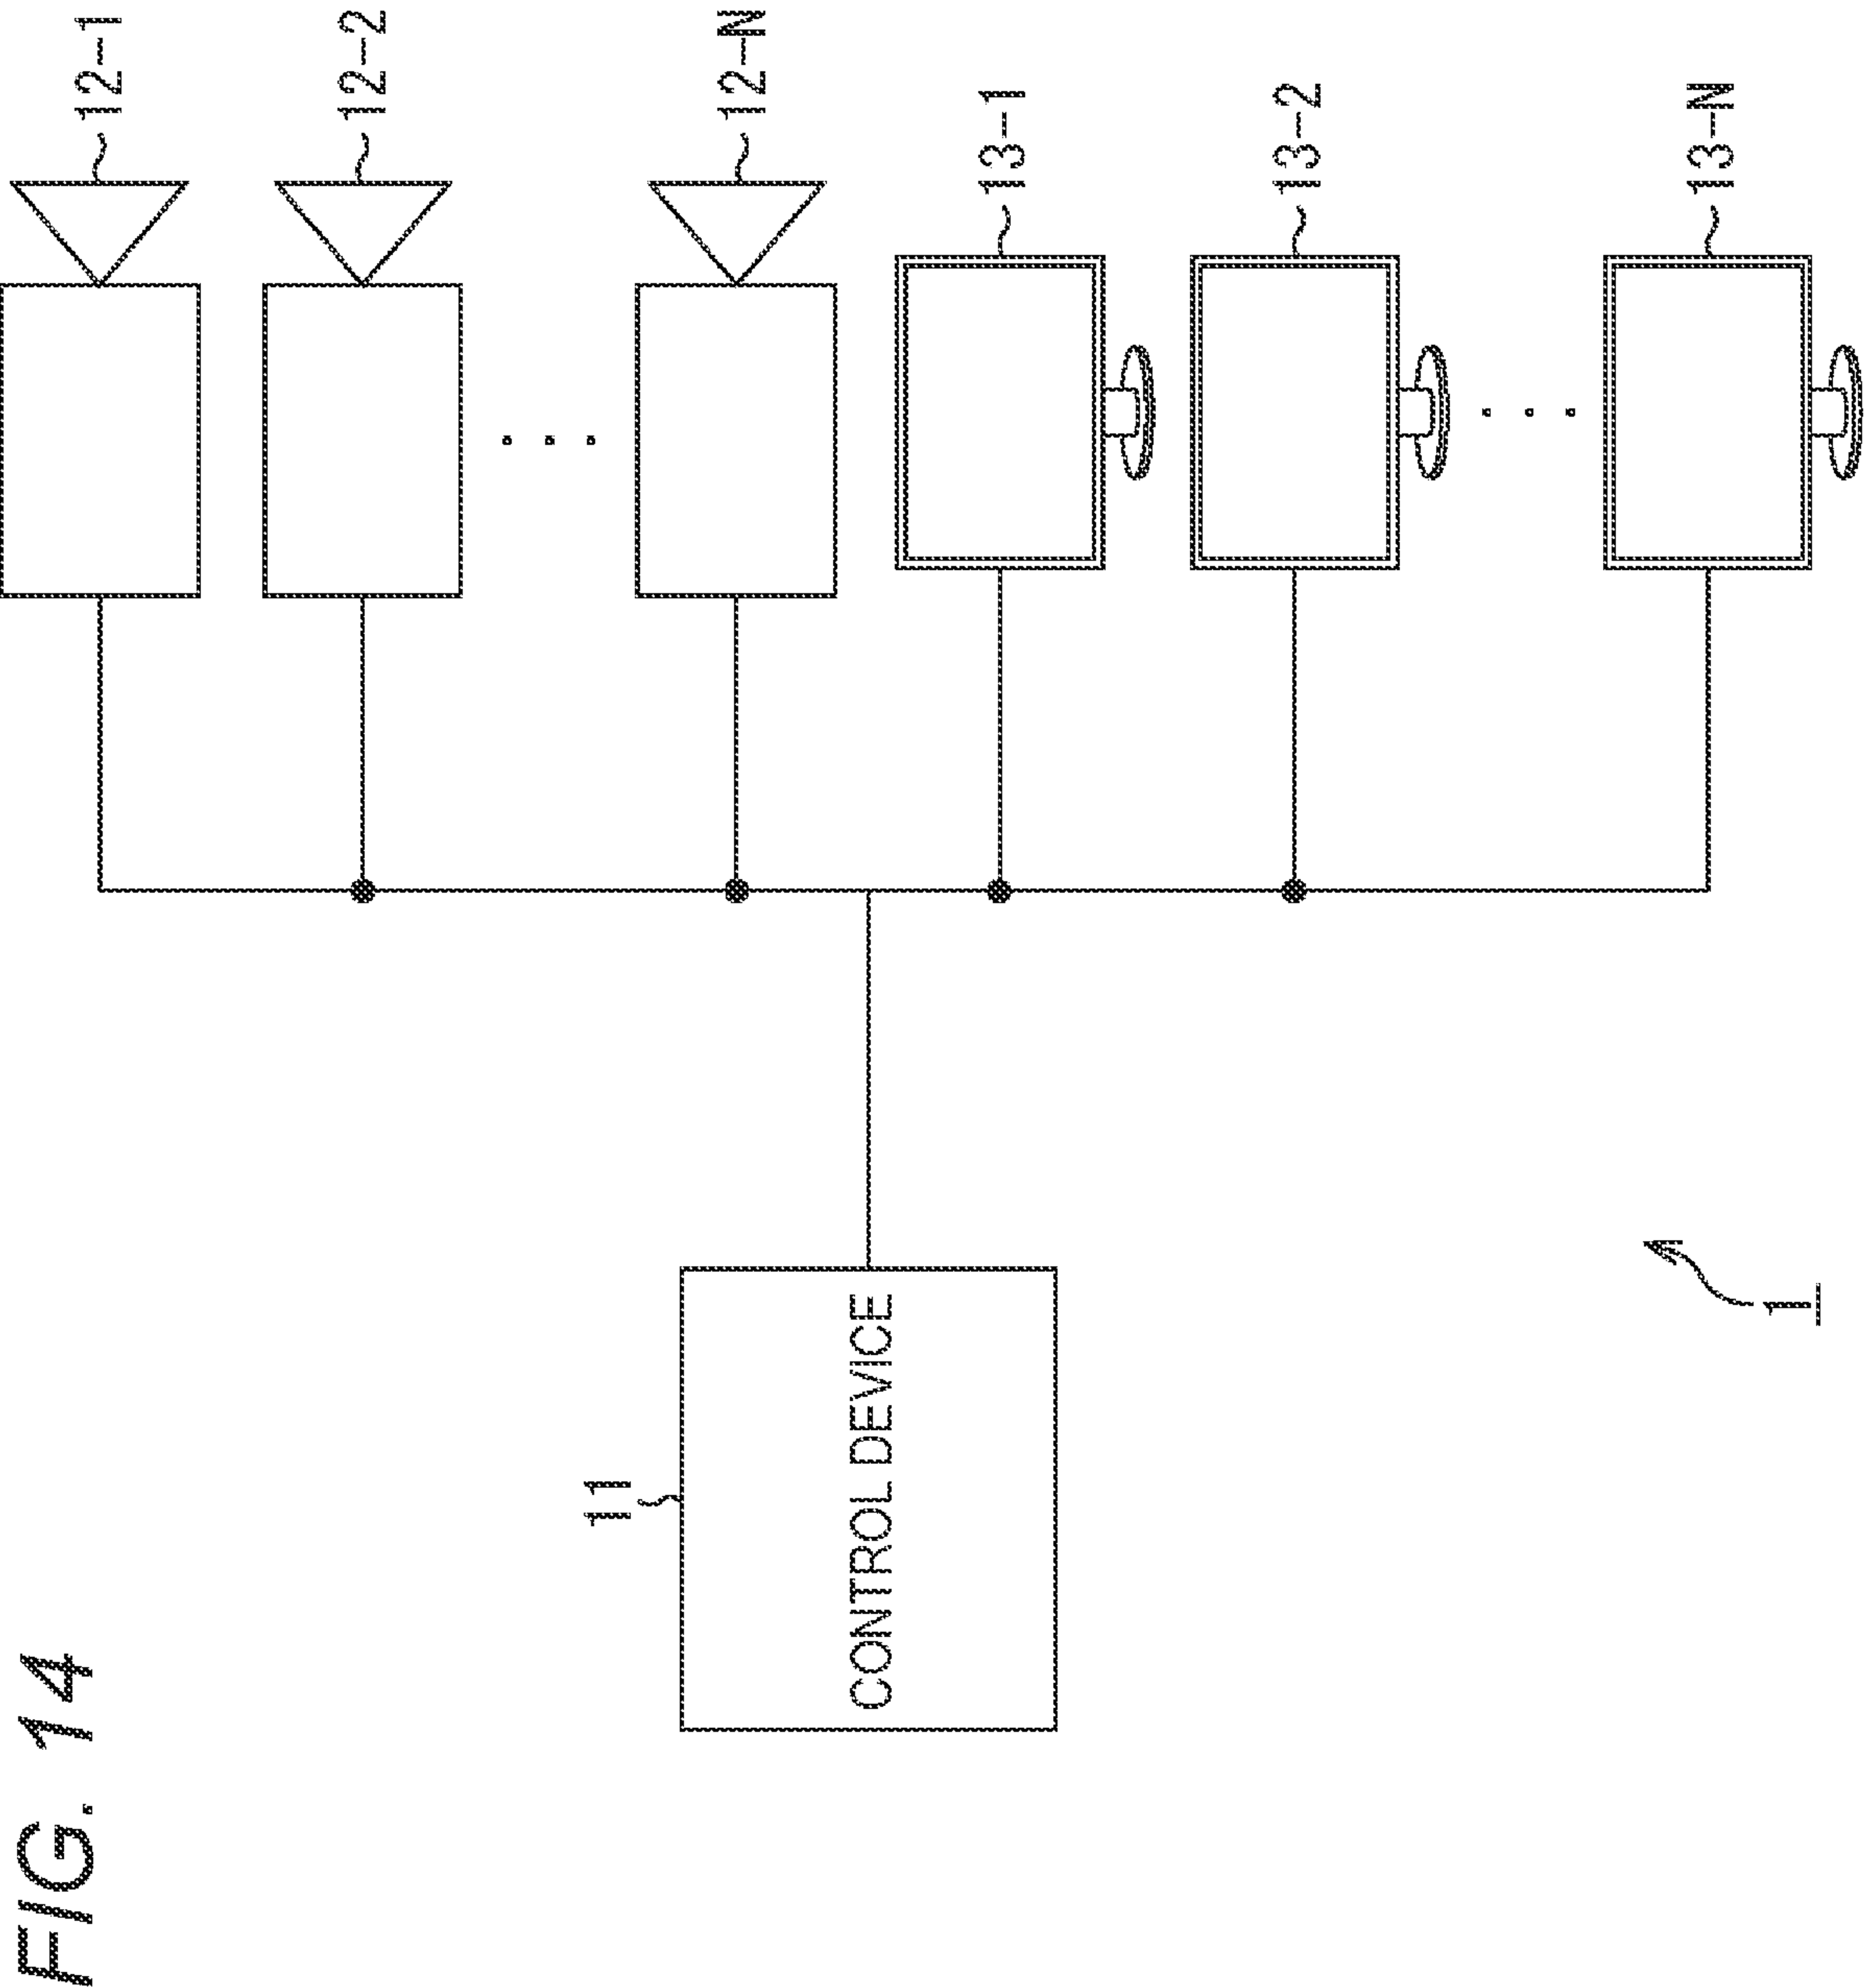 FIG. 14
12-1
12-2
12-N
13-1
13-2
13-N
11
CONTROL DEVICE
1